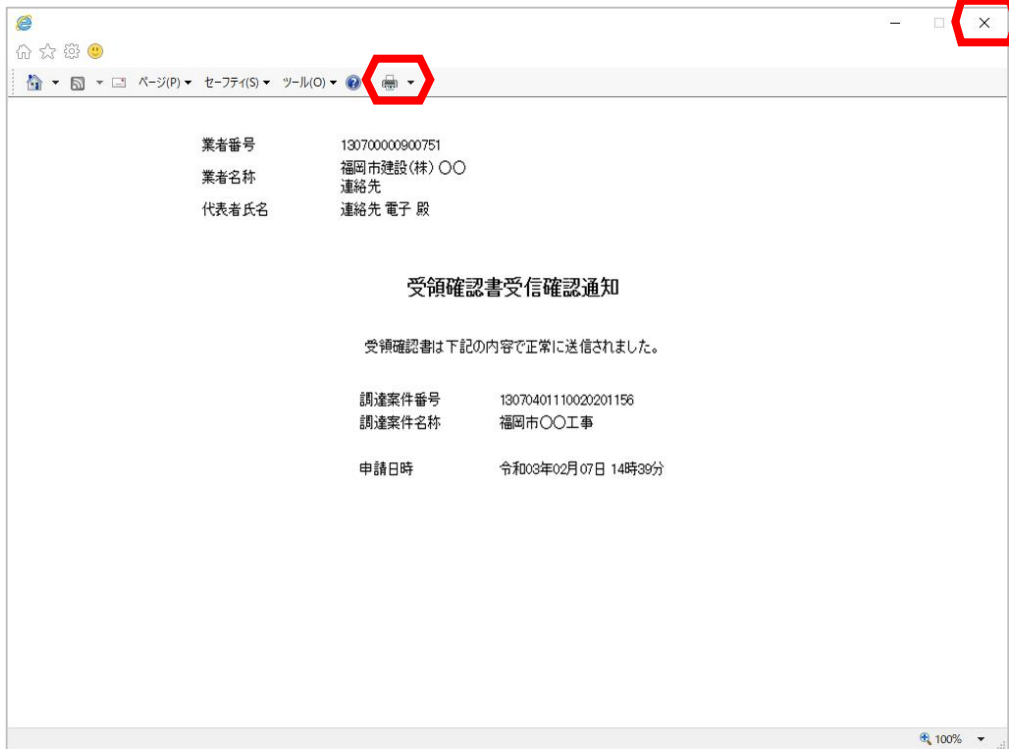 ページ(P) セーフティ(S) ツール(O)
業者番号 130700000900751
業者名称 福岡市建設(株) 〇〇
連絡先
代表者氏名 連絡先 電子 殿
受領確認書受信確認通知
受領確認書は下記の内容で正常に送信されました。
調達案件番号 13070401110020201156
調達案件名称 福岡市〇〇工事
申請日時 令和03年02月07日 14時39分
100%